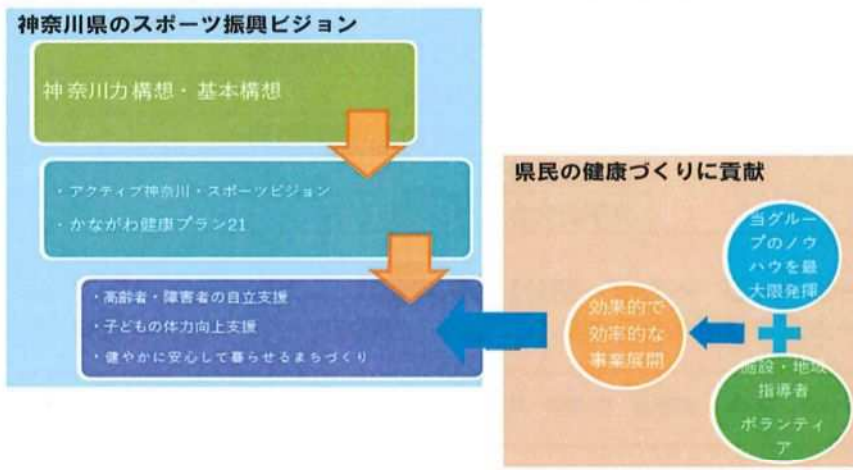 神奈川県のスポーツ振興ビジョン
神奈川力構想・基本構想
・アクティブ神奈川・スポーツビジョン
・かながわ健康プラン21
・高齢者・障害者の自立支援
・子どもの体力向上支援
・健やかに安心して暮らせるまちづくり
県民の健康づくりに貢献
当グルー
プのノウ
ハウを最
大限発揮
効果的で
効率的な
事業展開
施設・地域
指導者
ボランティ
ア